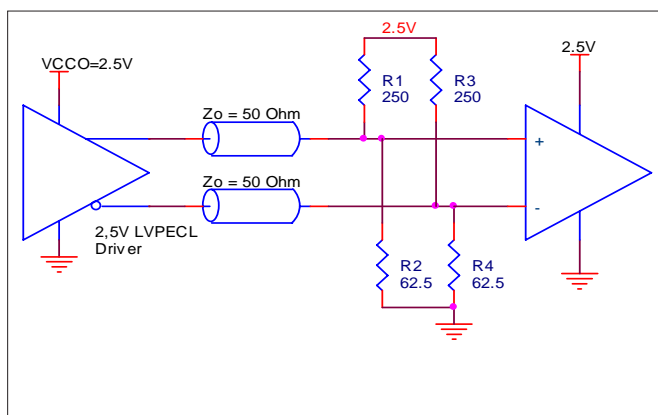 2.5V
2.5V
VCCO=2.5V
R1
250
R3
250
Zo = 50 Ohm
+
Zo = 50 Ohm
-
2,5V LVPECL
Driver
R2
62.5
R4
62.5